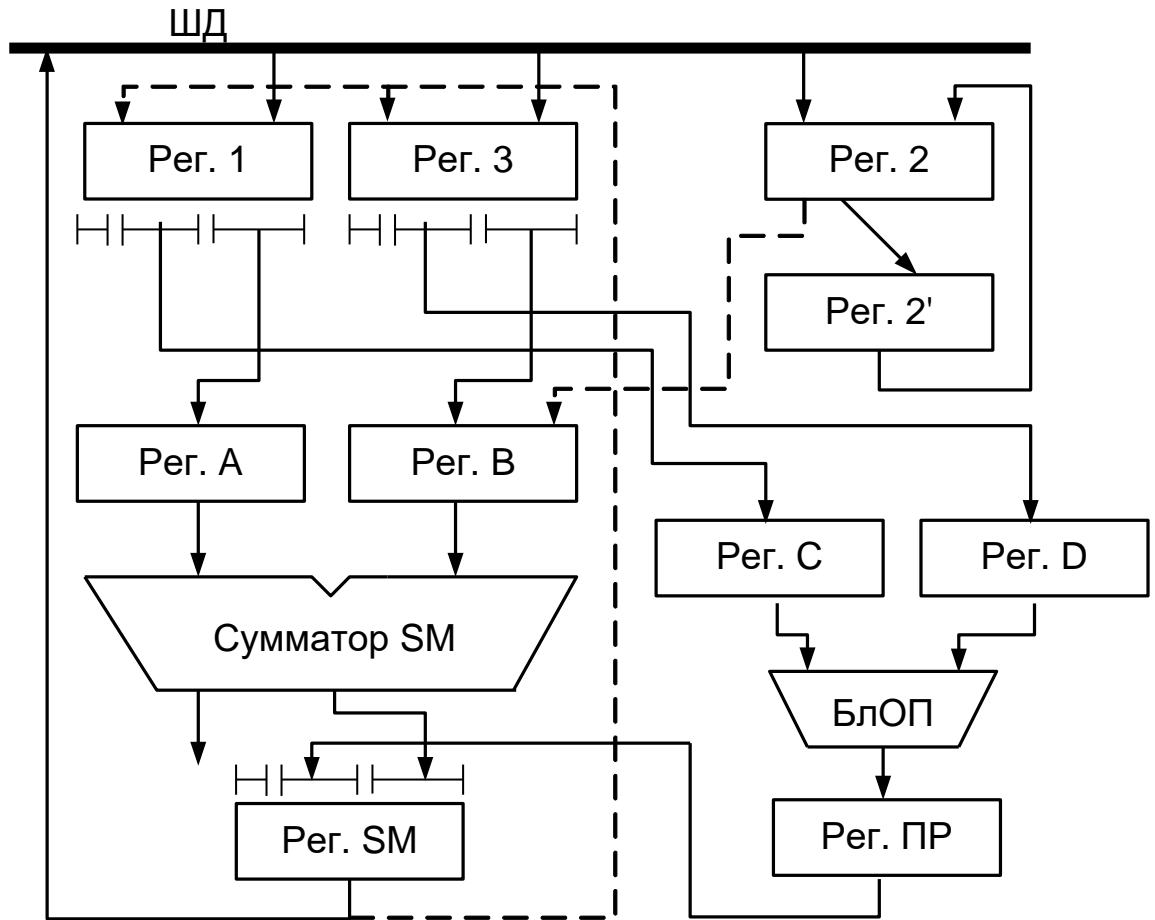 ШД
Рег. 1
Рег. 3
Рег. 2
Рег. 2'
Рег. A
Рег. B
Рег. C
Рег. D
Сумматор SM
БлОП
Рег. SM
Рег. ПР